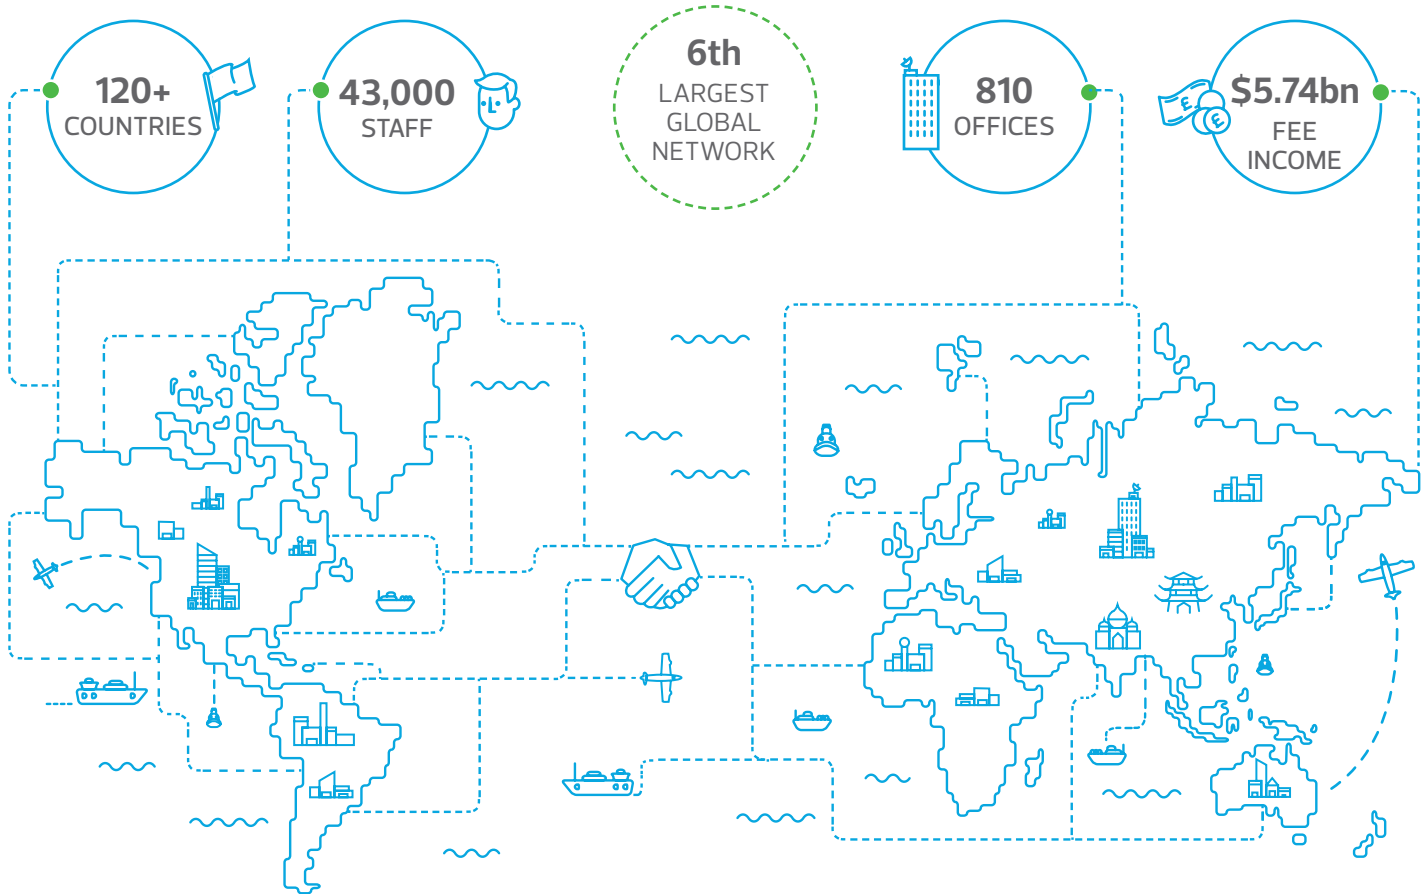 120+
COUNTRIES
43,000
STAFF
6th
LARGEST
GLOBAL
NETWORK
810
OFFICES
£
£
$5.74bn
FEE
INCOME